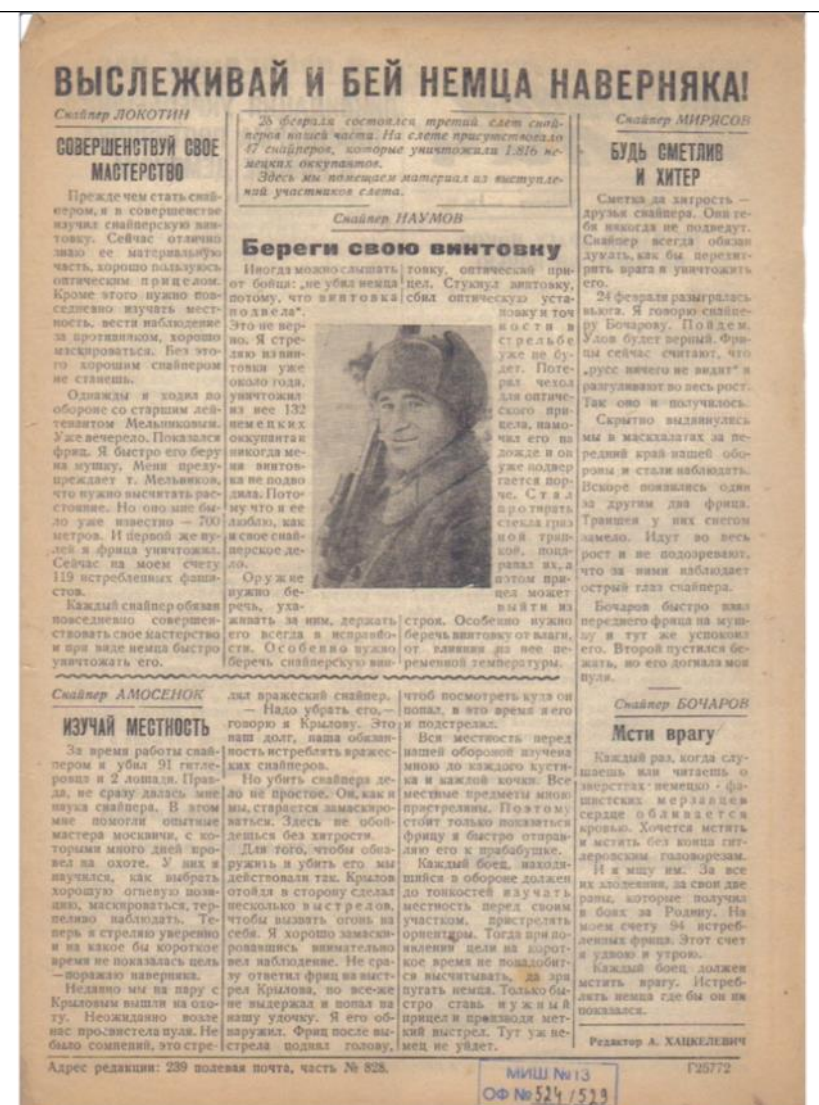 ВЫСЛЕЖИВАЙ И БЕЙ НЕМЦА НАВЕРНЯКА!
Снайпер ЛОКОТИН
СОВЕРШЕНСТВУЙ СВОЕ
МАСТЕРСТВО
Прежде чем стать снай-
пером, я в совершенстве
изучил снайперскую вин-
товку. Сейчас отлично
знаю ее материальную
часть, хорошо пользуюсь
оптическим прицелом.
Кроме этого нужно пов-
седневно изучать мест-
ность, вести наблюдение
за противником, хорошо
маскироваться. Без это-
го хорошим снайпером
не станешь.
Однажды я ходил по
обороне со старшим лей-
тенантом Мельниковым.
Уже вечерело. Показался
фриц. Я быстро его беру
на мушку. Меня преду-
преждает т. Мельников,
что нужно высчитать рас-
стояние. Но оно мне бы-
ло уже известно — 700
метров. И первой же пу-
лей я фрица уничтожил.
Сейчас на моем счету
119 истребленных фаши-
стов.
Каждый снайпер обязан
повседневно совершен-
ствовать свое мастерство
и при виде немца быстро
уничтожать его.
26 февраля состоялся третий слет снай-
перов нашей части. На слете присутствовало
47 снайперов, которые уничтожили 1.816 не-
мецких оккупантов.
Здесь мы помещаем материал из выступле-
ний участников слета.
Снайпер НАУМОВ
Береги свою винтовку
Иногда можно слышать
от бойца: „не убил немца
потому, что винтовка
подвела".
Это не вер-
но. Я стре-
ляю из вин-
товки уже
около года,
уничтожил
из нее 132
немецких
оккупанта и
никогда ме-
ня винтов-
ка не подво
дила. Пото-
му что я ее
люблю, как
и свое снай-
перское де-
ло.
Оружие
нужно бе-
речь, уха-
живать за ним, держать
его всегда в исправно-
сти. Особенно нужно
беречь снайперскую вин-
товку, оптический при-
цел. Стукнул винтовку,
сбил оптическую уста-
новку и точ
ности в
стрельбе
уже не бу-
дет. Поте-
рял чехол
для оптиче-
ского при-
цела, намо-
чил его на
дожде и он
уже подвер
гается пор-
че. Стал
протирать
стекла гряз
ной тряп-
кой, поца-
рапал их, а
поэтом при-
цел может
выйти из
строя. Особенно нужно
беречь винтовку от влаги,
от влияния на нее пе-
ременной температуры.
Снайпер МИРЯСОВ
БУДЬ СМЕТЛИВ
И ХИТЕР
Сметка да хитрость —
друзья снайпера. Они те-
бя никогда не подведут.
Снайпер всегда обязан
думать, как бы перехит-
рить врага и уничтожить
его.
24 февраля разыгралась
вьюга. Я говорю снайпе-
ру Бочарову. Пойдем.
Улов будет верный. Фри-
цы сейчас считают, что
„русс ничего не видит" и
разгуливают во весь рост.
Так оно и получилось.
Скрытно выдвинулись
мы в маскхалатах за пе-
редний край нашей обо-
роны и стали наблюдать.
Вскоре появились один
за другим два фрица.
Траншеи у них снегом
замело. Идут во весь
рост и не подозревают,
что за ними наблюдает
острый глаз снайпера.
Бочаров быстро взял
переднего фрица на муш-
ку и тут же успокоил
его. Второй пустился бе-
жать, но его догнала моя
пуля.
Снайпер АМОСЕНОК
ИЗУЧАЙ МЕСТНОСТЬ
За время работы снай-
пером я убил 91 гитле-
ровца и 2 лошади. Прав-
да, не сразу далась мне
наука снайпера. В этом
мне помогли опытные
мастера москвичи, с ко-
торыми много дней про-
вел на охоте. У них я
научился, как выбрать
хорошую огневую пози-
цию, маскироваться, тер-
пеливо наблюдать. Те-
перь я стреляю уверенно
и на какое бы короткое
время не показалась цель
—поражаю наверняка.
Недавно мы на пару с
Крыловым вышли на охо-
ту. Неожиданно возле
нас просвистела пуля. Не
было сомнений, это стре-
лял вражеский снайпер.
— Надо убрать его,—
говорю я Крылову. Это
наш долг, наша обязан-
ность истреблять вражес-
ких снайперов.
Но убить снайпера де-
ло не простое. Он, как и
мы, старается замаскиро-
ваться. Здесь не обой-
дешься без хитрости.
Для того, чтобы обна-
ружить и убить его мы
действовали так. Крылов
отойдя в сторону сделал
несколько выстрелов,
чтобы вызвать огонь на
себя. Я хорошо замаски-
ровавшись внимательно
вел наблюдение. Не сра-
зу ответил фриц на выст-
рел Крылова, но все-же
не выдержал и попал на
нашу удочку. Я его об-
наружил. Фриц после вы-
стрела поднял голову,
чтоб посмотреть куда он
попал, в это время я его
и подстрелил.
Вся местность перед
нашей обороной изучена
мною до каждого кусти-
ка и каждой кочки. Все
местные предметы мною
пристреляны. Поэтому
стоит только показаться
фрицу я быстро отправ-
ляю его к прабабушке.
Каждый боец, находя-
щийся в обороне должен
до тонкостей изучать
местность перед своим
участком, пристрелять
ориентиры. Тогда при по-
явлении цели на корот-
кое время не понадобит-
ся высчитывать, да зря
пугать немца. Только бы-
стро ставь нужный
прицел и производи мет-
кий выстрел. Тут уж не-
мец не уйдет.
Снайпер БОЧАРОВ
Мсти врагу
Каждый раз, когда слу-
шаешь или читаешь о
зверствах немецко-фа-
шистских мерзавцев
сердце обливается
кровью. Хочется мстить
и мстить без конца гит-
леровским головорезам.
И я мщу им. За все
их злодеяния, за свои две
раны, которые получил
в боях за Родину. На
моем счету 94 истреб-
ленных фрица. Этот счет
я удвою и утрою.
Каждый боец должен
мстить врагу. Истреб-
лять немца где бы он ни
показался.
Редактор А. ХАЦКЕЛЕВИЧ
Адрес редакции: 239 полевая почта, часть № 828.
Г25772
МИШ №13
ОФ № 524/529